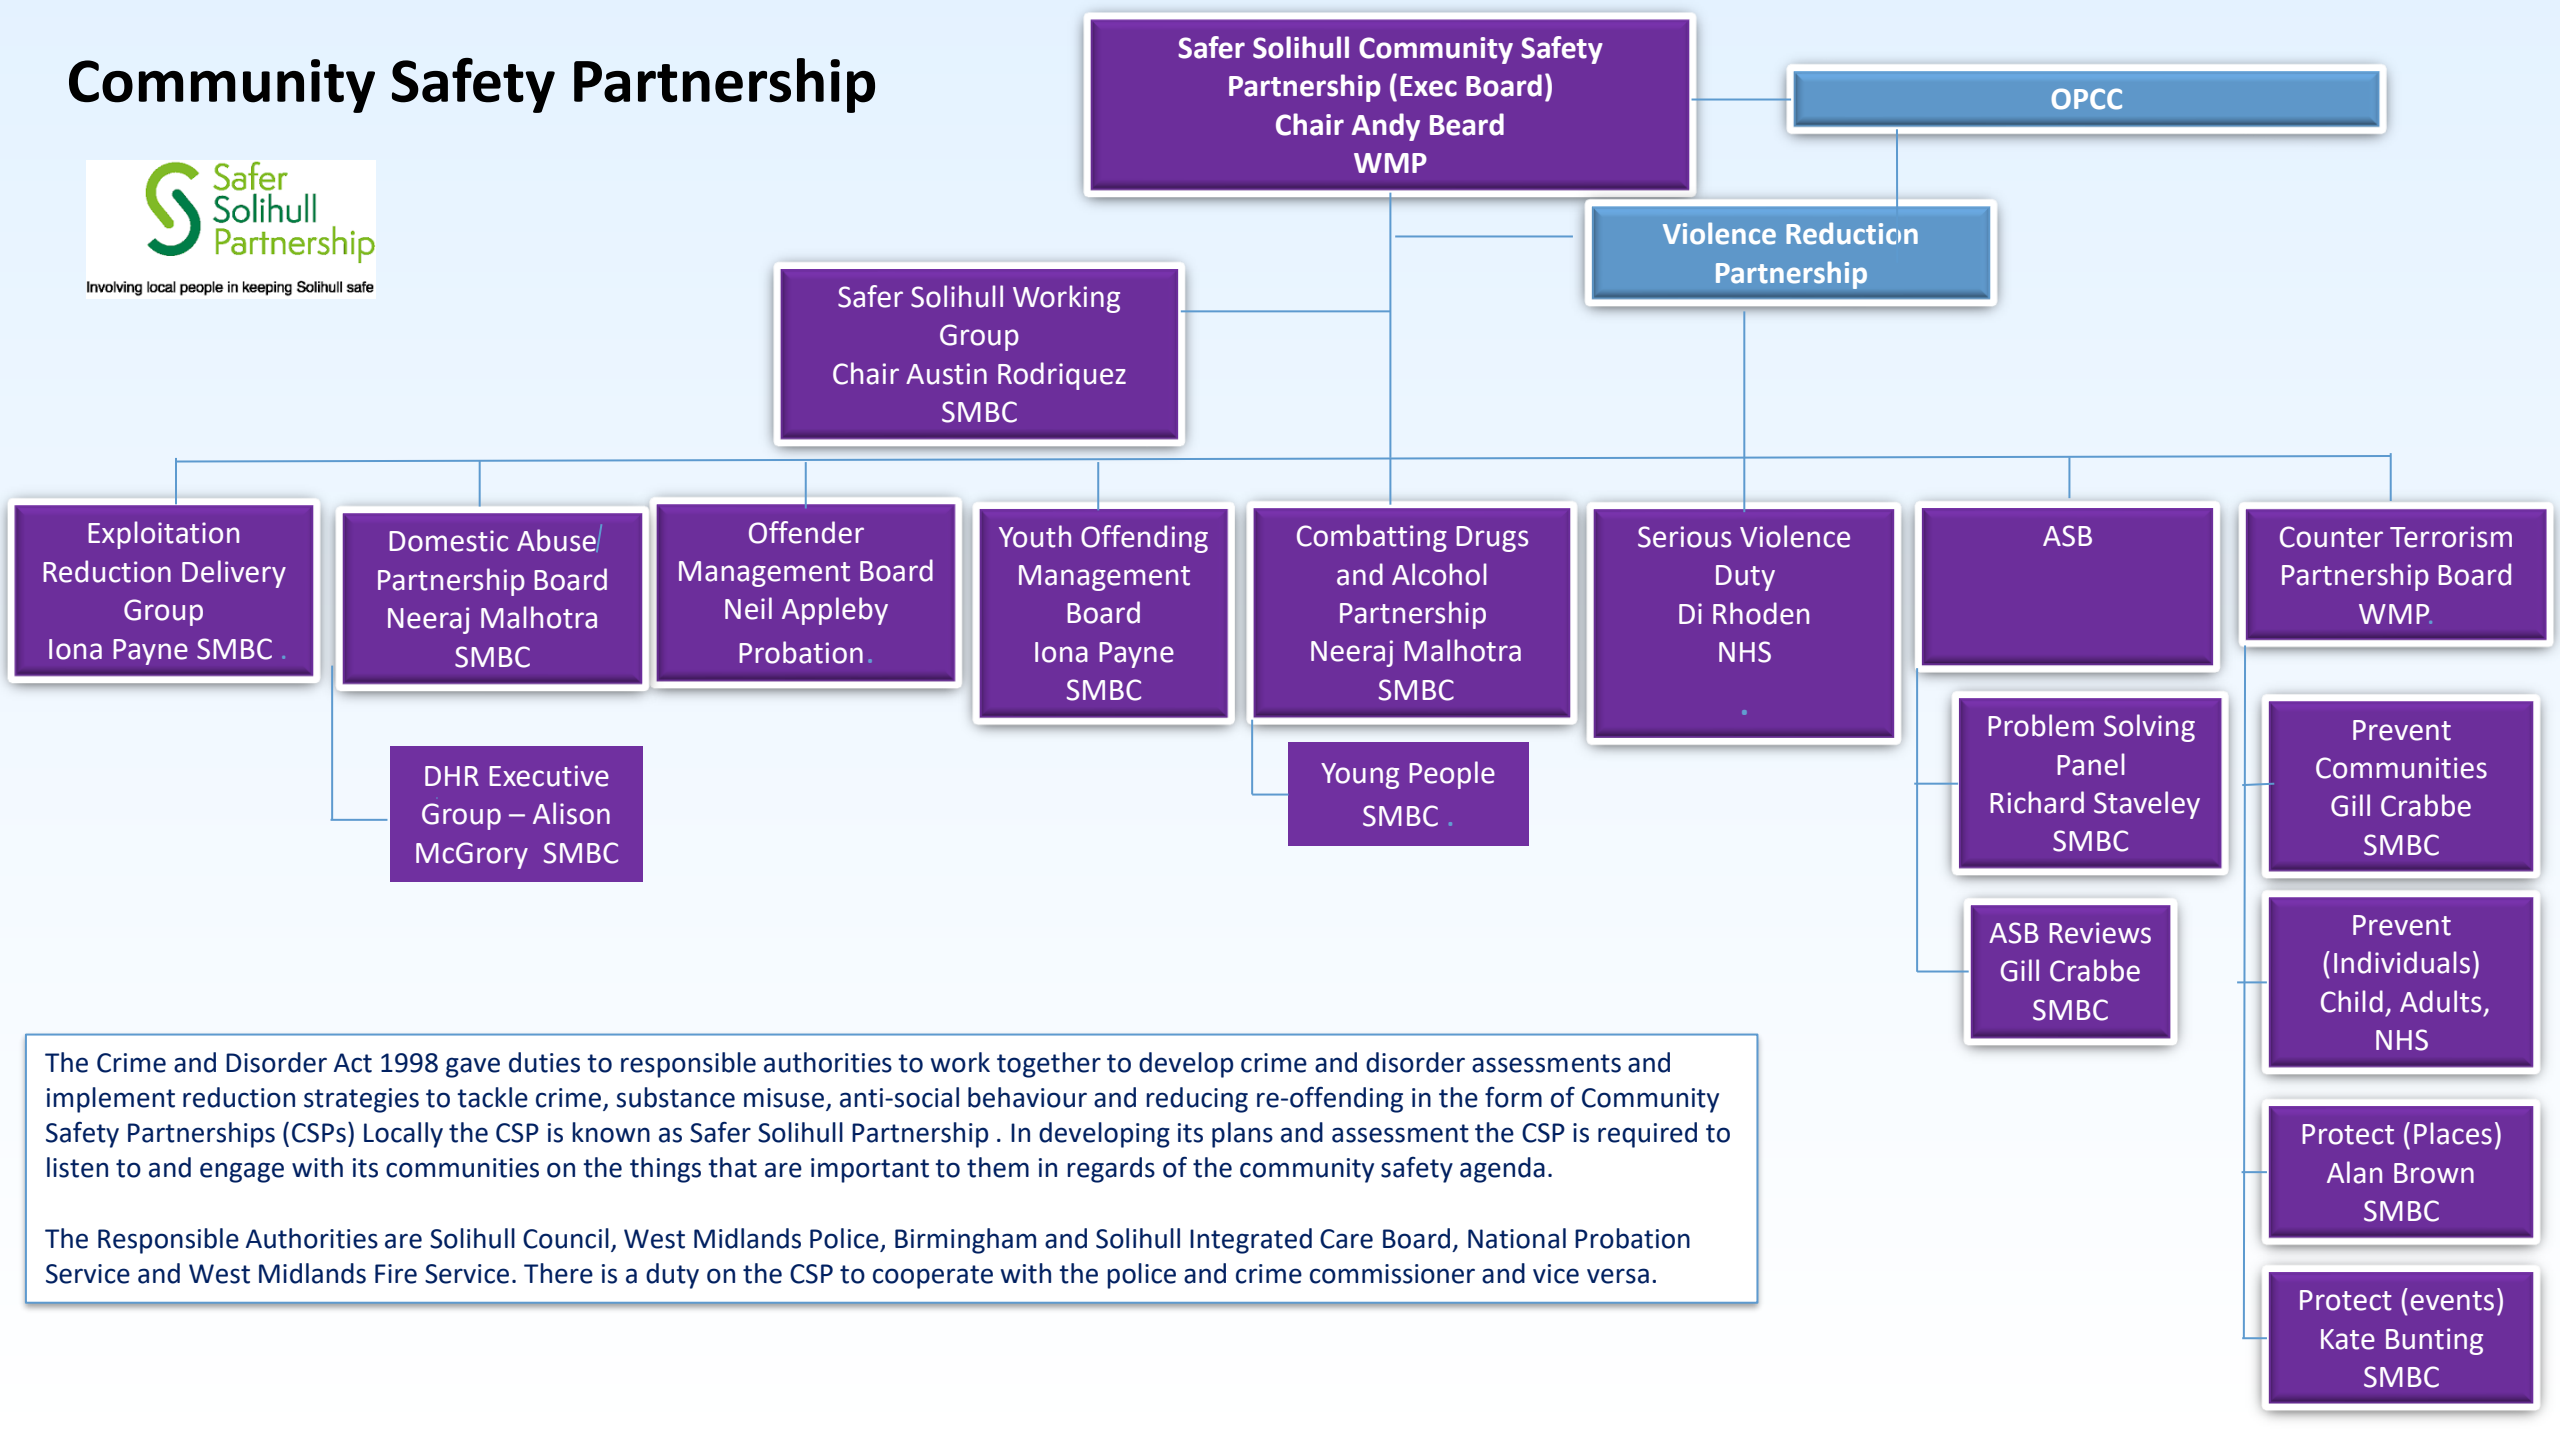 Community Safety Partnership
Safer
Solihull
Partnership
Involving local people in keeping Solihull safe
Safer Solihull Community Safety
Partnership (Exec Board)
Chair Andy Beard
WMP
OPCC
Violence Reduction
Partnership
Safer Solihull Working
Group
Chair Austin Rodriquez
SMBC
Exploitation
Reduction Delivery
Group
Iona Payne SMBC .
Domestic Abuse/
Partnership Board
Neeraj Malhotra
SMBC
Offender
Management Board
Neil Appleby
Probation.
Youth Offending
Management
Board
Iona Payne
SMBC
Combatting Drugs
and Alcohol
Partnership
Neeraj Malhotra
SMBC
Serious Violence
Duty
Di Rhoden
NHS
.
ASB
Counter Terrorism
Partnership Board
WMP.
DHR Executive
Group – Alison
McGrory  SMBC
Young People
SMBC .
Problem Solving
Panel
Richard Staveley
SMBC
ASB Reviews
Gill Crabbe
SMBC
Prevent
Communities
Gill Crabbe
SMBC
Prevent
(Individuals)
Child, Adults,
NHS
Protect (Places)
Alan Brown
SMBC
Protect (events)
Kate Bunting
SMBC
The Crime and Disorder Act 1998 gave duties to responsible authorities to work together to develop crime and disorder assessments and
implement reduction strategies to tackle crime, substance misuse, anti-social behaviour and reducing re-offending in the form of Community
Safety Partnerships (CSPs) Locally the CSP is known as Safer Solihull Partnership . In developing its plans and assessment the CSP is required to
listen to and engage with its communities on the things that are important to them in regards of the community safety agenda.
The Responsible Authorities are Solihull Council, West Midlands Police, Birmingham and Solihull Integrated Care Board, National Probation
Service and West Midlands Fire Service. There is a duty on the CSP to cooperate with the police and crime commissioner and vice versa.